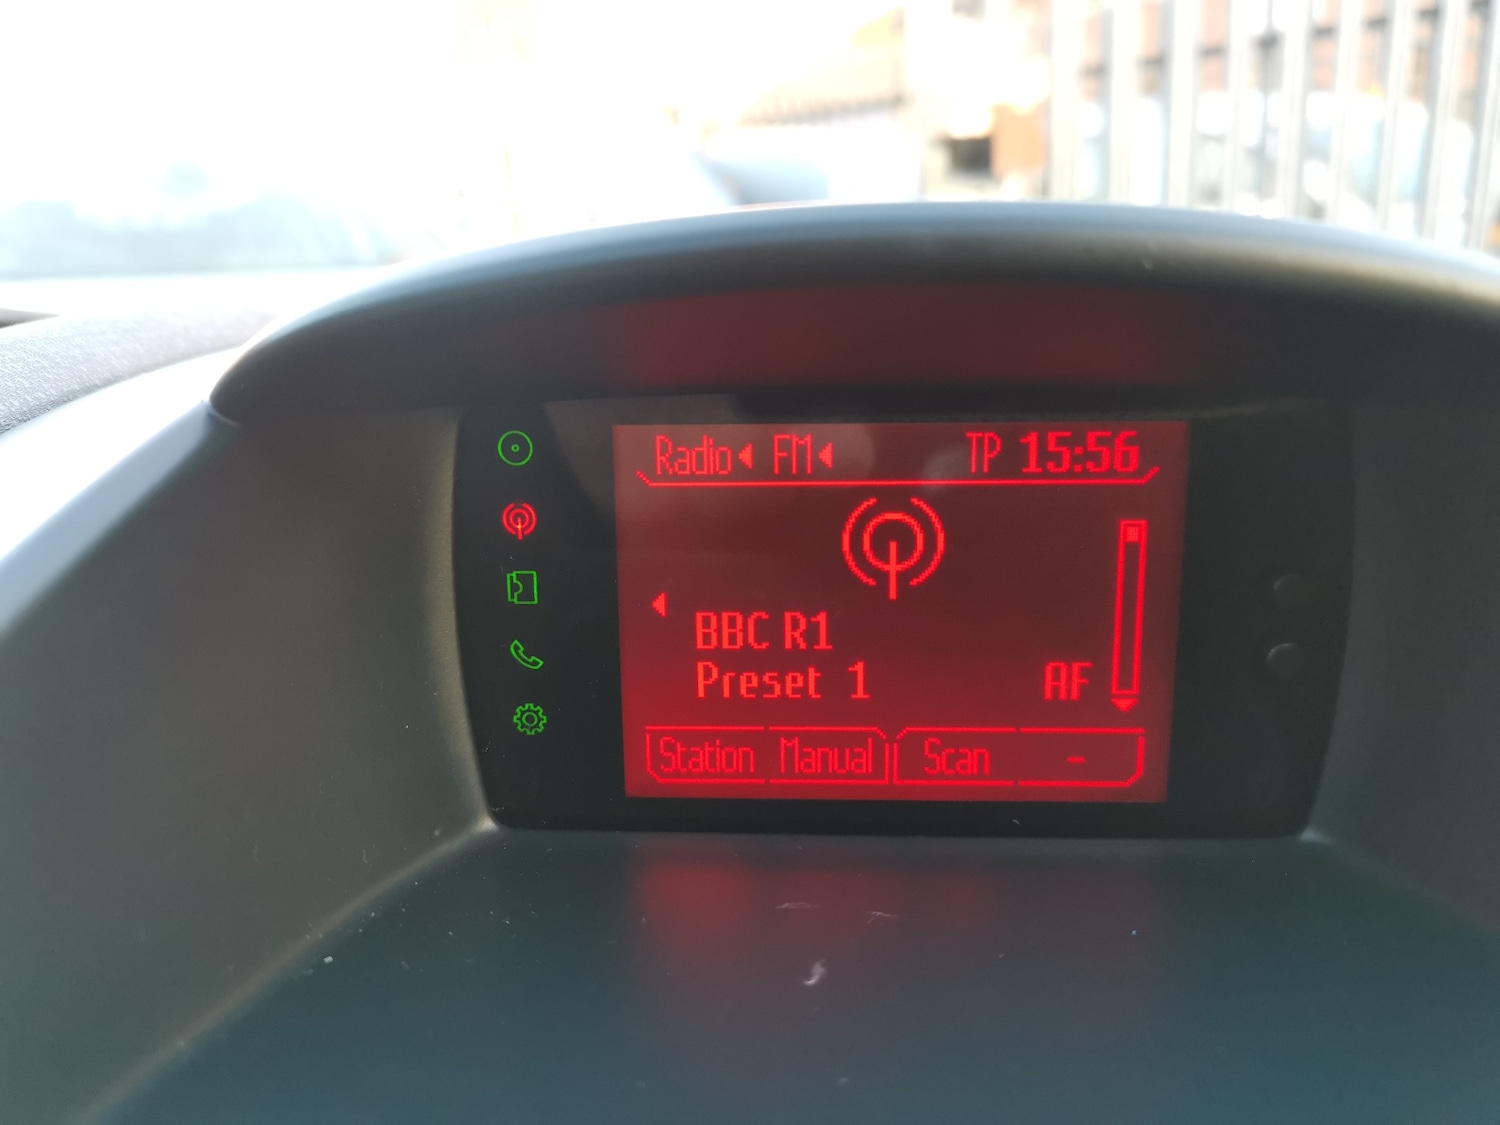 Radio FM TP 15:56
BBC R1
Preset 1 AF
Station Manual Scan -